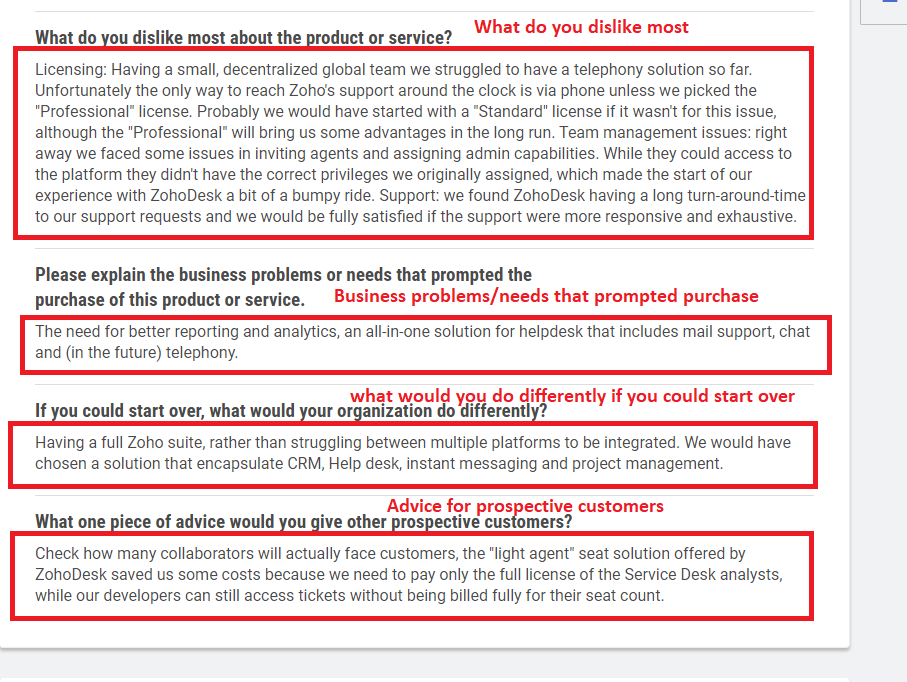 What do you dislike most about the product or service? What do you dislike most
Licensing: Having a small, decentralized global team we struggled to have a telephony solution so far.
Unfortunately the only way to reach Zoho's support around the clock is via phone unless we picked the
"Professional" license. Probably we would have started with a "Standard" license if it wasn't for this issue,
although the "Professional" will bring us some advantages in the long run. Team management issues: right
away we faced some issues in inviting agents and assigning admin capabilities. While they could access to
the platform they didn't have the correct privileges we originally assigned, which made the start of our
experience with ZohoDesk a bit of a bumpy ride. Support: we found ZohoDesk having a long turn-around-time
to our support requests and we would be fully satisfied if the support were more responsive and exhaustive.
Please explain the business problems or needs that prompted the
purchase of this product or service. Business problems/needs that prompted purchase
The need for better reporting and analytics, an all-in-one solution for helpdesk that includes mail support, chat
and (in the future) telephony.
what would you do differently if you could start over
If you could start over, what would your organization do differently?
Having a full Zoho suite, rather than struggling between multiple platforms to be integrated. We would have
chosen a solution that encapsulate CRM, Help desk, instant messaging and project management.
Advice for prospective customers
What one piece of advice would you give other prospective customers?
Check how many collaborators will actually face customers, the "light agent" seat solution offered by
ZohoDesk saved us some costs because we need to pay only the full license of the Service Desk analysts,
while our developers can still access tickets without being billed fully for their seat count.